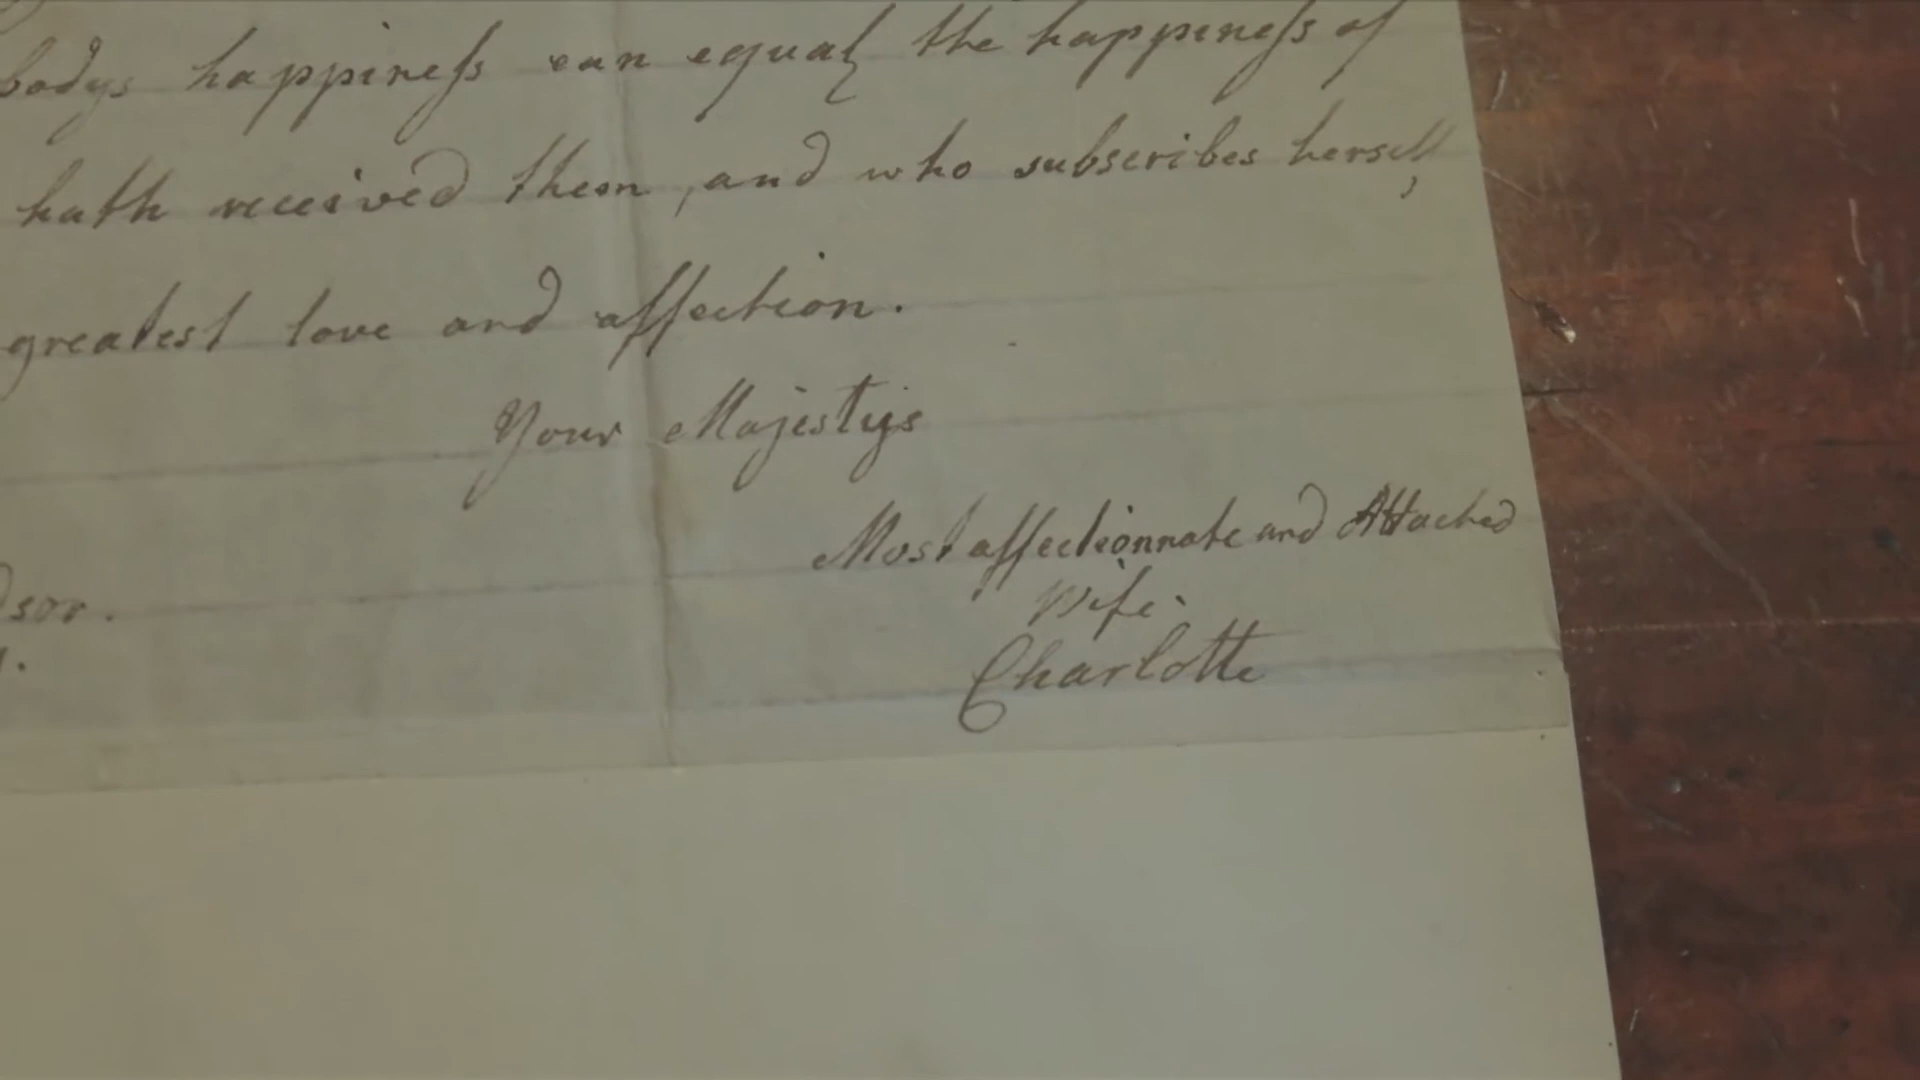 bodys happineſs can equal the happineſs of
hath received them, and who subscribes herself,
greatest love and affection.
Your Majestys
Most affectionnate and Attached
Wife
Charlotte
dsor.